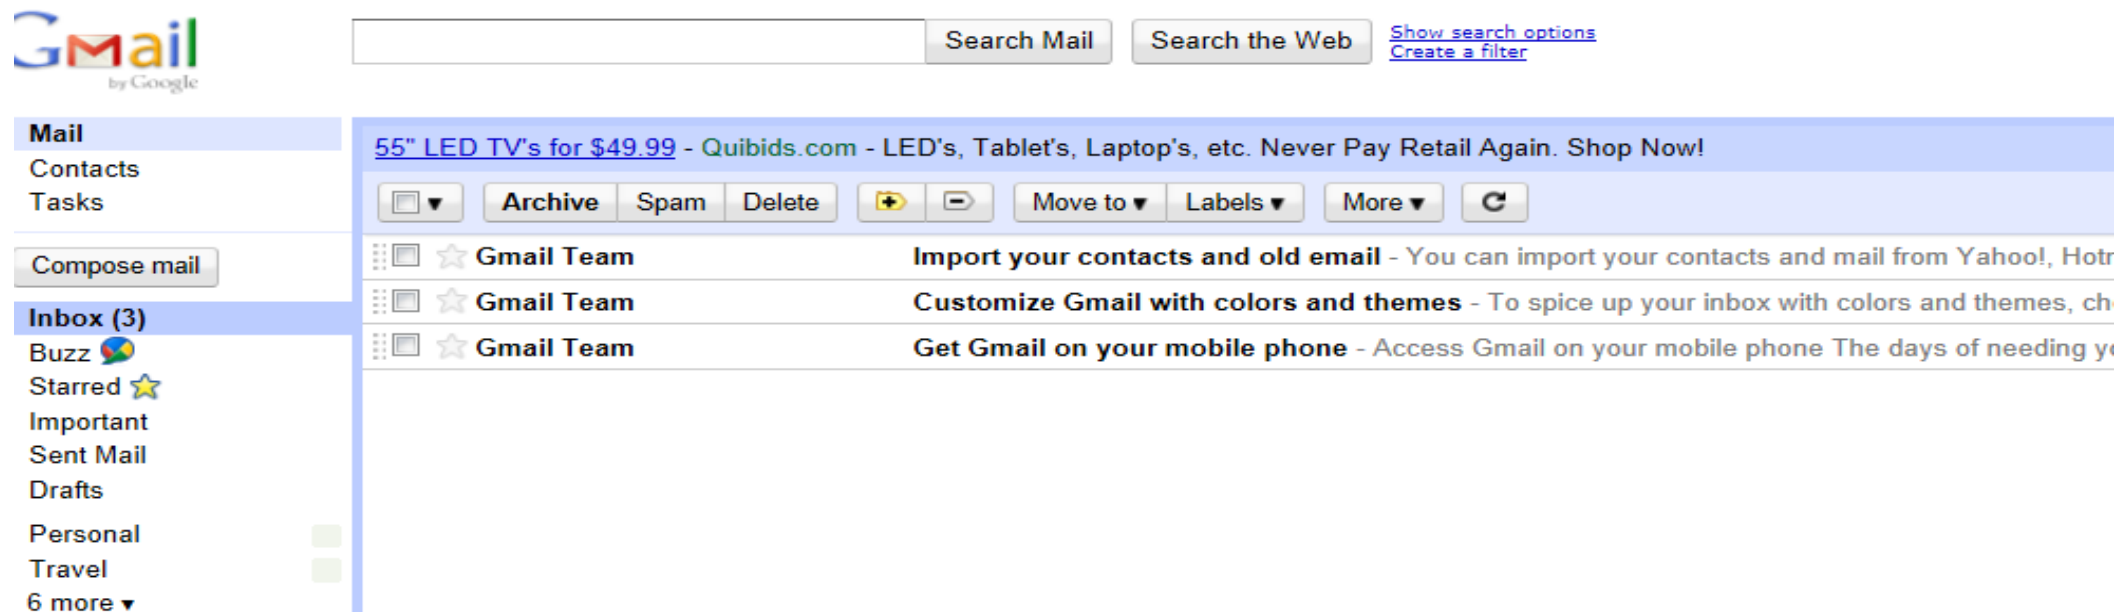 Gmail
by Google
Search Mail
Search the Web
Show search options
Create a filter
Mail
Contacts
Tasks
Compose mail
Inbox (3)
Buzz
Starred
Important
Sent Mail
Drafts
Personal
Travel
6 more
55" LED TV's for $49.99 - Quibids.com - LED's, Tablet's, Laptop's, etc. Never Pay Retail Again. Shop Now!
Archive Spam Delete Move to Labels More
Gmail Team Import your contacts and old email - You can import your contacts and mail from Yahoo!,
Gmail Team Customize Gmail with colors and themes - To spice up your inbox with colors and themes,
Gmail Team Get Gmail on your mobile phone - Access Gmail on your mobile phone The days of needing